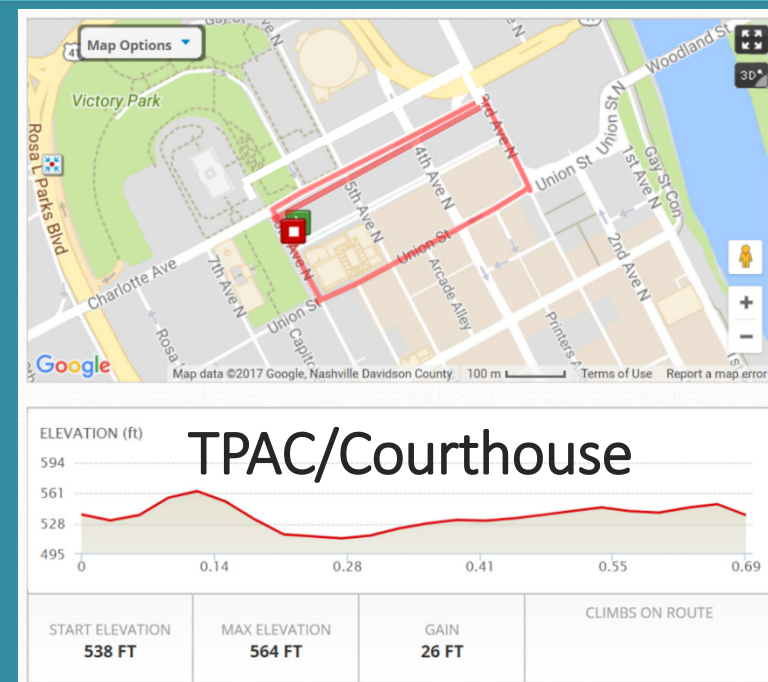 Map Options
Victory Park
Rosa L Parks Blvd
Charlotte Ave
7th Ave N
5th Ave N
4th Ave N
3rd Ave N
Union St
Union St
Union St
Union St N
Woodland St
Gay St Con
1st Ave N
2nd Ave N
Arcade Alley
3D
Google
Map data ©2017 Google, Nashville Davidson County
100 m
Terms of Use
Report a map error
ELEVATION (ft)
TPAC/Courthouse
594
561
528
495
0
0.14
0.28
0.41
0.55
0.69
START ELEVATION
538 FT
MAX ELEVATION
564 FT
GAIN
26 FT
CLIMBS ON ROUTE